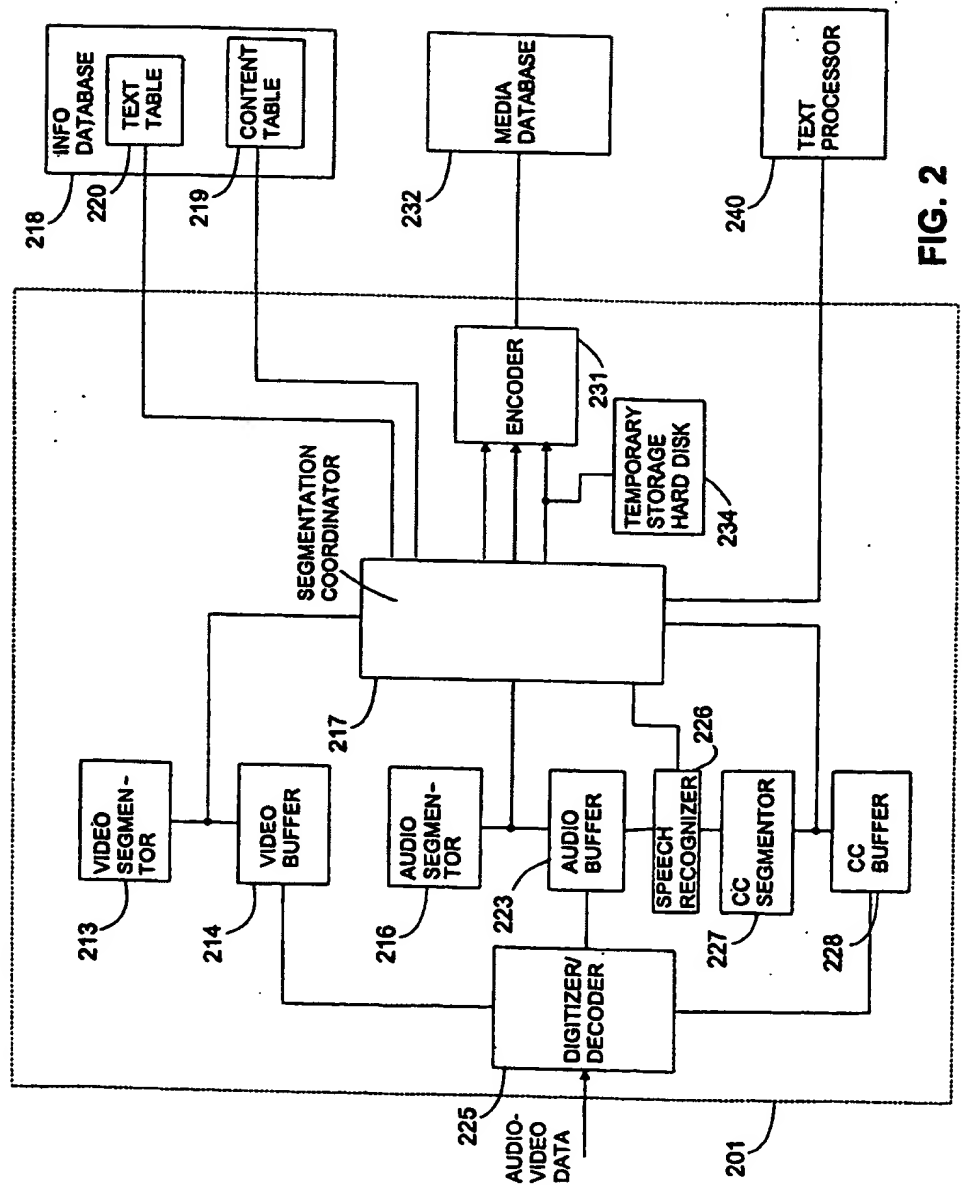 AUDIO-
VIDEO
DATA
225
DIGITIZER/
DECODER
201
213
VIDEO
SEGMEN-
TOR
214
VIDEO
BUFFER
216
AUDIO
SEGMEN-
TOR
223
AUDIO
BUFFER
SPEECH
RECOGNIZER
226
CC
SEGMENTOR
227
CC
BUFFER
228
217
SEGMENTATION
COORDINATOR
ENCODER
231
TEMPORARY
STORAGE
HARD DISK
234
218
INFO
DATABASE
220
TEXT
TABLE
219
CONTENT
TABLE
232
MEDIA
DATABASE
240
TEXT
PROCESSOR
FIG. 2